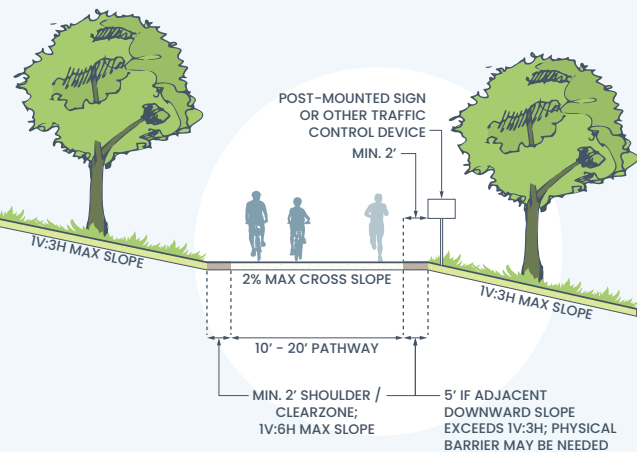 POST-MOUNTED SIGN
OR OTHER TRAFFIC
CONTROL DEVICE
MIN. 2'
1V:3H MAX SLOPE
2% MAX CROSS SLOPE
1V:3H MAX SLOPE
10' - 20' PATHWAY
MIN. 2' SHOULDER /
CLEARZONE;
1V:6H MAX SLOPE
5' IF ADJACENT
DOWNWARD SLOPE
EXCEEDS 1V:3H; PHYSICAL
BARRIER MAY BE NEEDED